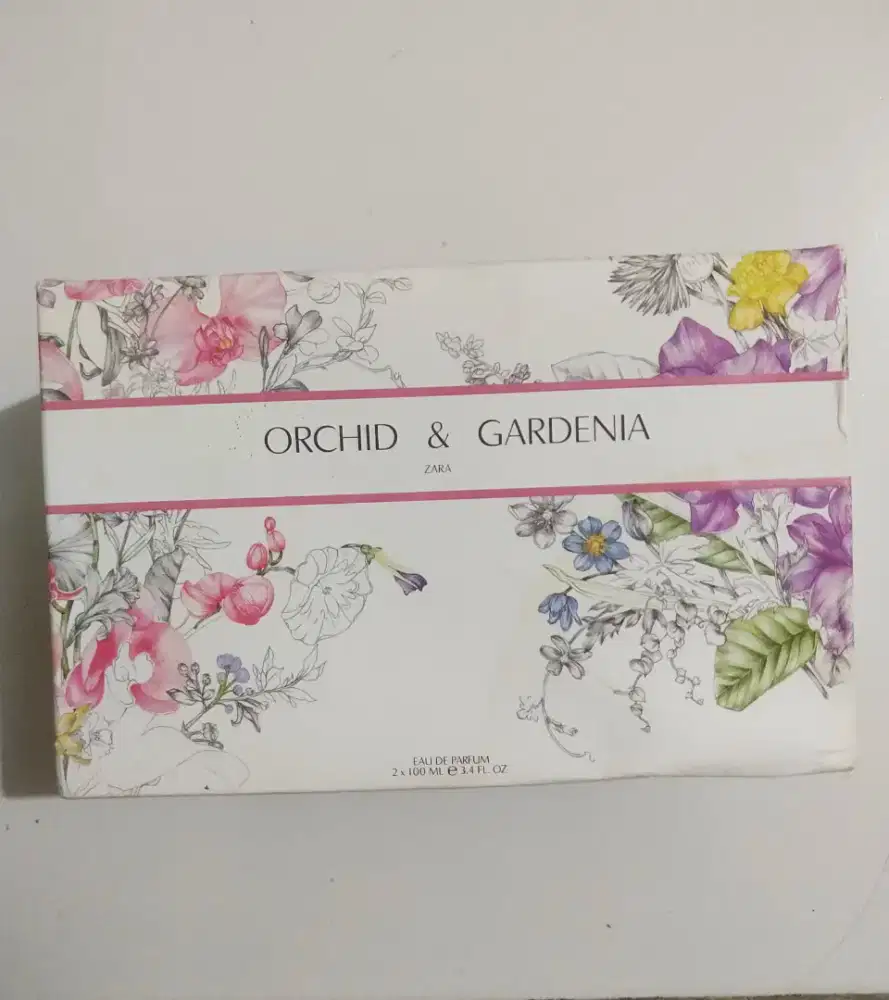 ORCHID & GARDENIA
ZARA
EAU DE PARFUM
2 x 100 ML ℮ 3.4 FL. OZ